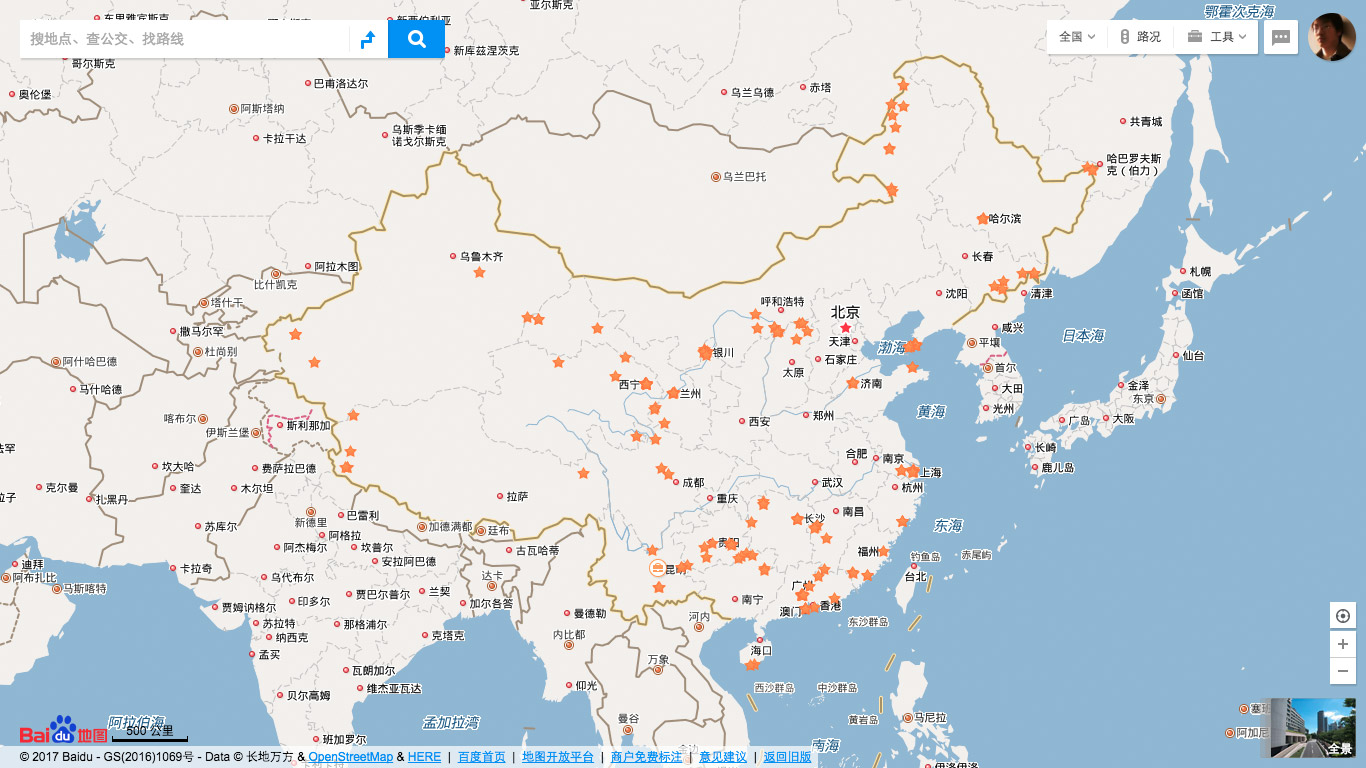 亚尔斯克
鄂霍次克海
搜地点、查公交、找路线
全国
路况
工具
新库兹涅茨克
哥尔斯克
奥伦堡
巴甫洛达尔
乌兰乌德
赤塔
阿斯塔纳
共青城
卡拉干达
乌斯季卡缅
诺戈尔斯克
哈巴罗夫斯
克（伯力）
乌兰巴托
哈尔滨
乌鲁木齐
长春
阿拉木图
札幌
比什凯克
沈阳
清津
函馆
塔什干
呼和浩特
北京
撒马尔罕
咸兴
日本海
天津
平壤
杜尚别
银川
渤海
仙台
阿什哈巴德
石家庄
首尔
太原
马什哈德
西宁
济南
大田
金泽
兰州
东京
喀布尔
黄海
光州
郑州
斯利那加
西安
广岛
大阪
伊斯兰堡
长崎
合肥
南京
坎大哈
费萨拉巴德
鹿儿岛
上海
克尔曼
奎达
木尔坦
成都
武汉
杭州
扎黑丹
拉萨
重庆
南昌
巴雷利
长沙
新德里
苏库尔
加德满都
廷布
东海
阿格拉
阿杰梅尔
坎普尔
贵阳
古瓦哈蒂
福州
钓鱼岛
赤尾屿
安拉阿巴德
迪拜
卡拉奇
昆明
阿布扎比
乌代布尔
达卡
台北
马斯喀特
兰契
广州
贾巴尔普尔
印多尔
加尔各答
南宁
香港
贾姆讷格尔
澳门
曼德勒
苏拉特
那格浦尔
河内
东沙群岛
纳西克
克塔克
内比都
海口
孟买
万象
瓦朗加尔
仰光
维杰亚瓦达
西沙群岛
中沙群岛
贝尔高姆
阿拉伯海
孟加拉湾
曼谷
黄岩岛
马尼拉
Bai du 地图
500 公里
班加罗尔
南海
全景
© 2017 Baidu - GS(2016)1069号 - Data © 长地万方 & OpenStreetMap & HERE | 百度首页 | 地图开放平台 | 商户免费标注 | 意见建议 | 返回旧版